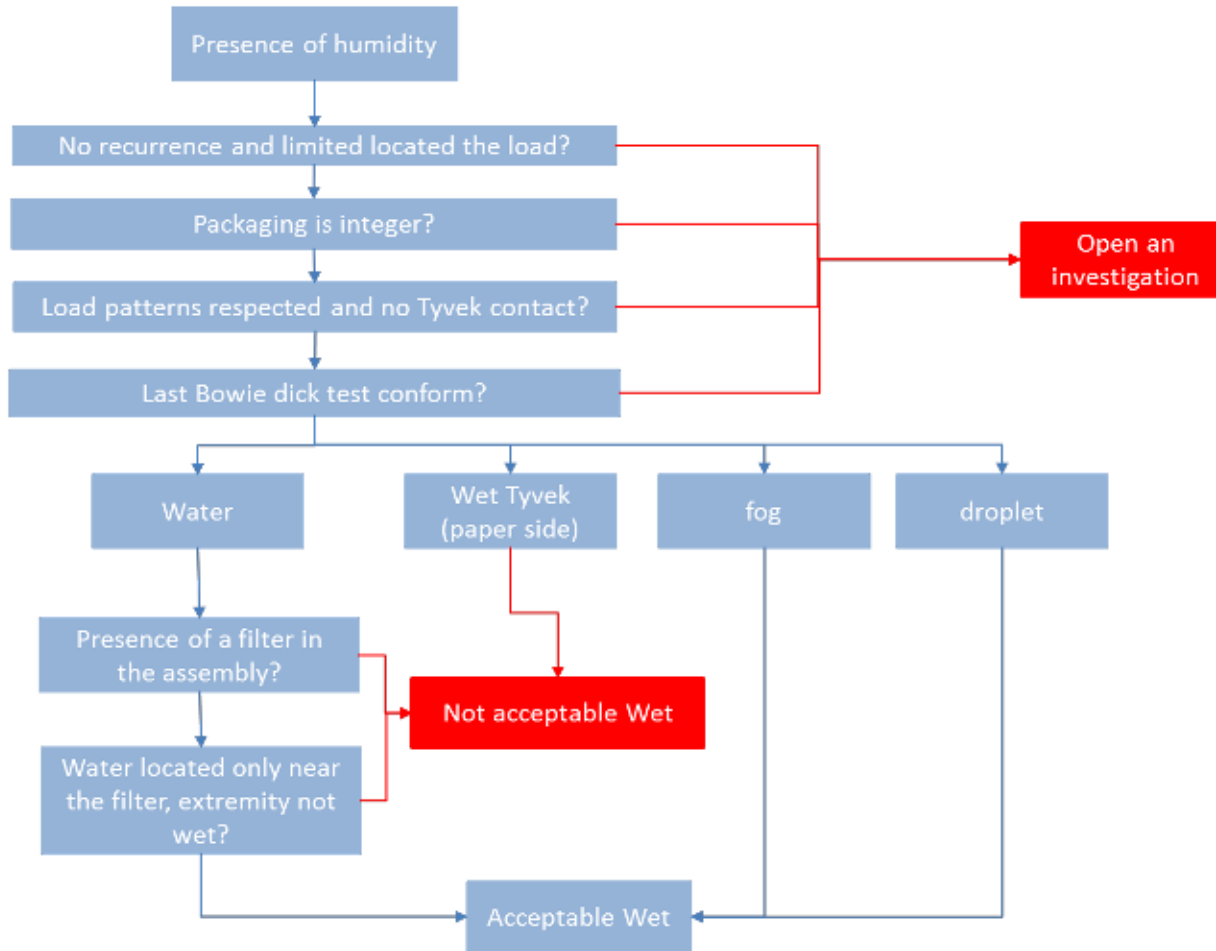 Presence of humidity
No recurrence and limited located the load?
Packaging is integer?
Open an
investigation
Load patterns respected and no Tyvek contact?
Last Bowie dick test conform?
Water
Wet Tyvek
(paper side)
fog
droplet
Presence of a filter in
the assembly?
Not acceptable Wet
Water located only near
the filter, extremity not
wet?
Acceptable Wet